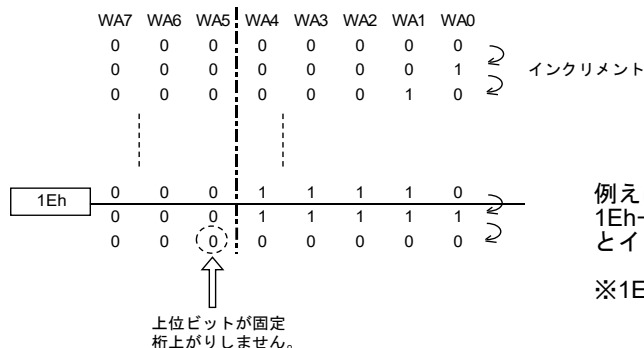 WA7 WA6 WA5 WA4 WA3 WA2 WA1 WA0
0 0 0 0 0 0 0 0
0 0 0 0 0 0 0 1
0 0 0 0 0 0 1 0
インクリメント
1Eh 0 0 0 1 1 1 1 0
0 0 0 1 1 1 1 1
0 0 0 0 0 0 0 0
上位ビットが固定
桁上がりしません。
例え
1Eh-
とイ
※1E